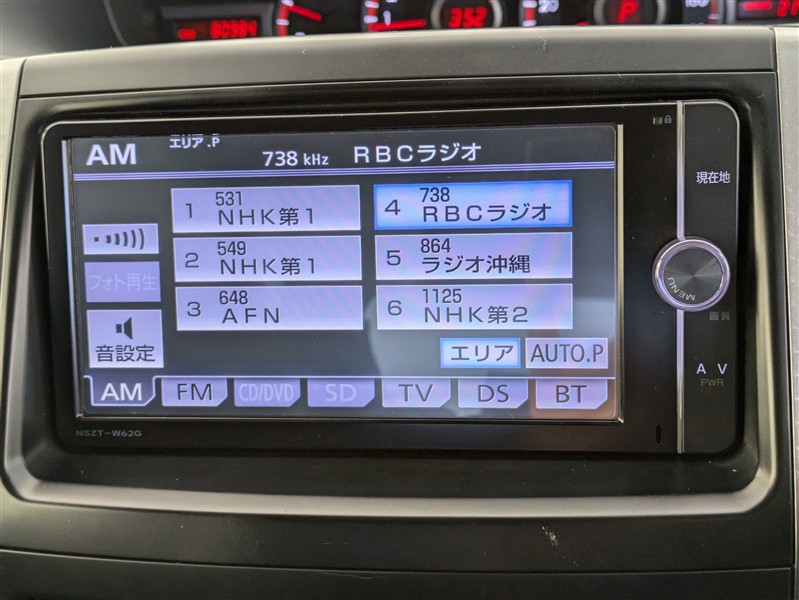 80984
352
P
AM
エリア.P
738 kHz RBCラジオ
現在地
1 531 NHK第1
4 738 RBCラジオ
2 549 NHK第1
5 864 ラジオ沖縄
3 648 AFN
6 1125 NHK第2
フォト再生
音設定
MENU
画質
エリア AUTO.P
A V
PWR
AM FM CD/DVD SD TV DS BT
NSZT-W62G